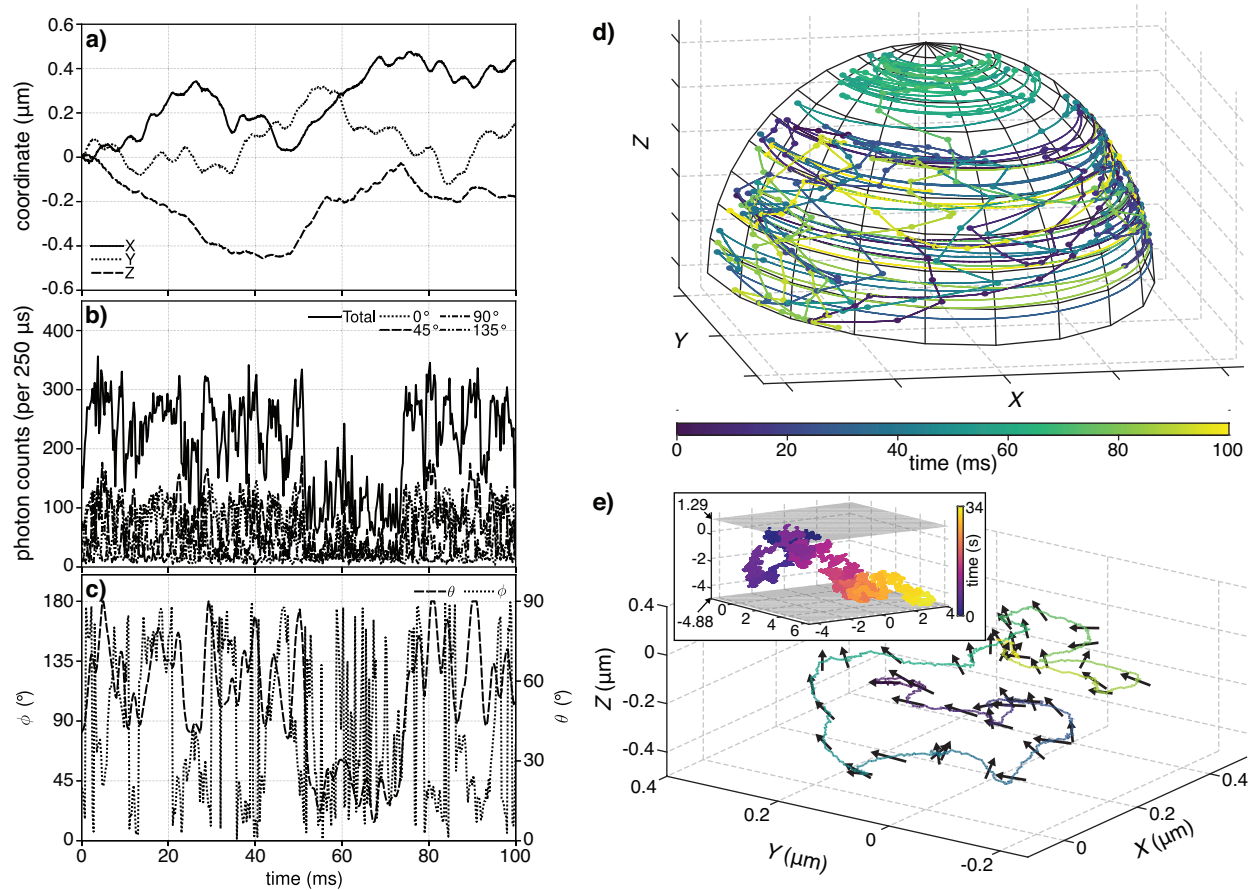 a)
coordinate (µm)
0.6
0.4
0.2
0
-0.2
-0.4
-0.6
X
Y
Z
b)
photon counts (per 250 µs)
400
300
200
100
0
Total 0° 90°
45° 135°
c)
ϕ (°)
180
135
90
45
0
θ ϕ
90
60
30
0
θ (°)
0 20 40 60 80 100
time (ms)
d)
Z
Y
X
0 20 40 60 80 100
time (ms)
e)
1.29
0
-2
-4
-4.88
0 2 4 6
-4 -2 0 2 4
34
time (s)
0
Z (µm)
0.4
0.2
0
-0.2
-0.4
0.4 0.2 0 -0.2
Y (µm)
0 0.2 0.4
X (µm)